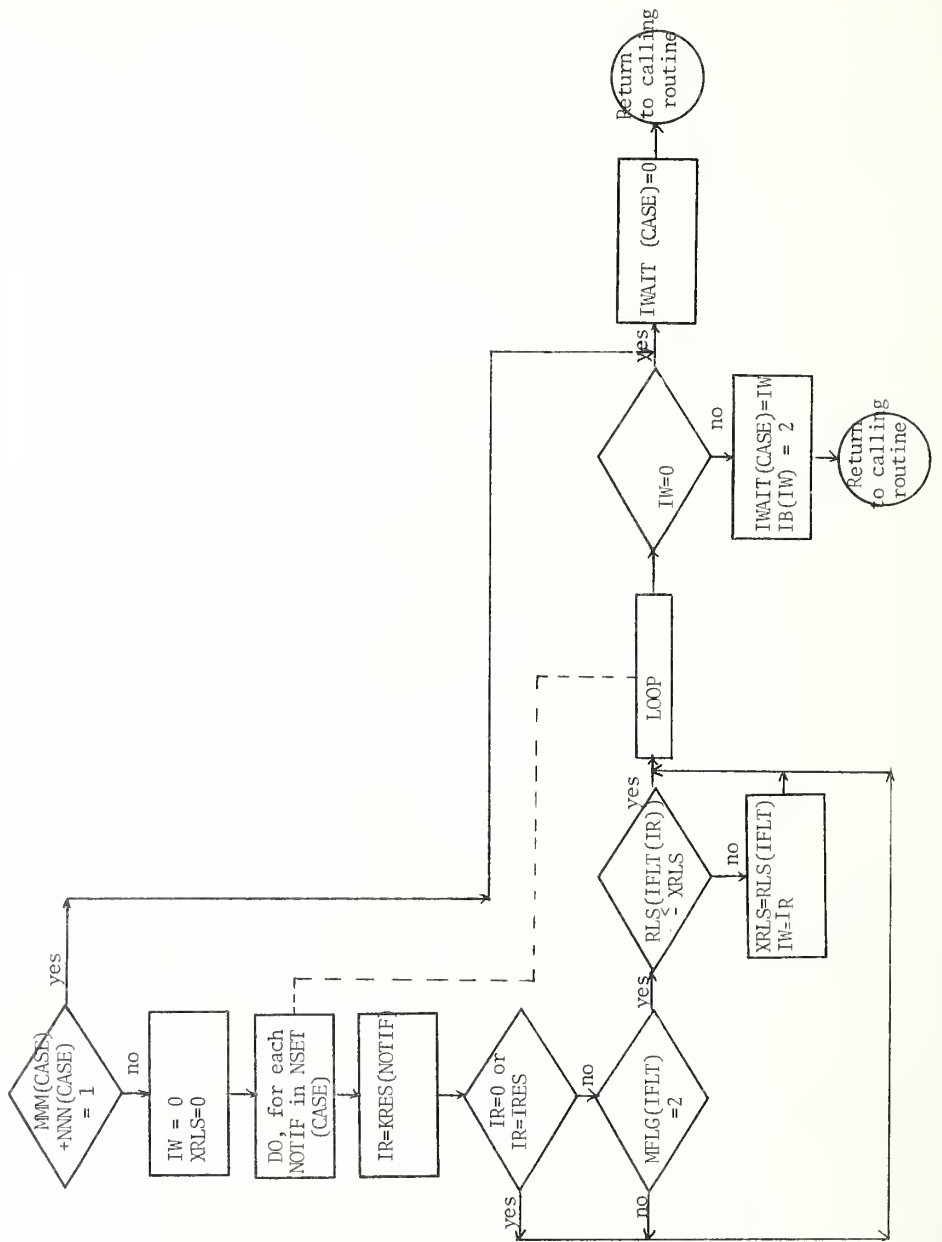 MMM(CASE)
+NNN(CASE)
= 1
yes
no
IW = 0
XRLS=0
DO, for each
NOTIF in NSET
(CASE)
IR=KRES(NOTIF)
IR=0 or
IR=IRES
yes
no
MFLG(IFLT)
=2
no
yes
RLS(IFLT(IR))
≤ XRLS
yes
no
XRLS=RLS(IFLT)
IW=IR
LOOP
IW=0
yes
no
IWAIT(CASE)=IW
IB(IW) = 2
Return
to calling
routine
IWAIT (CASE)=0
Return
to calling
routine